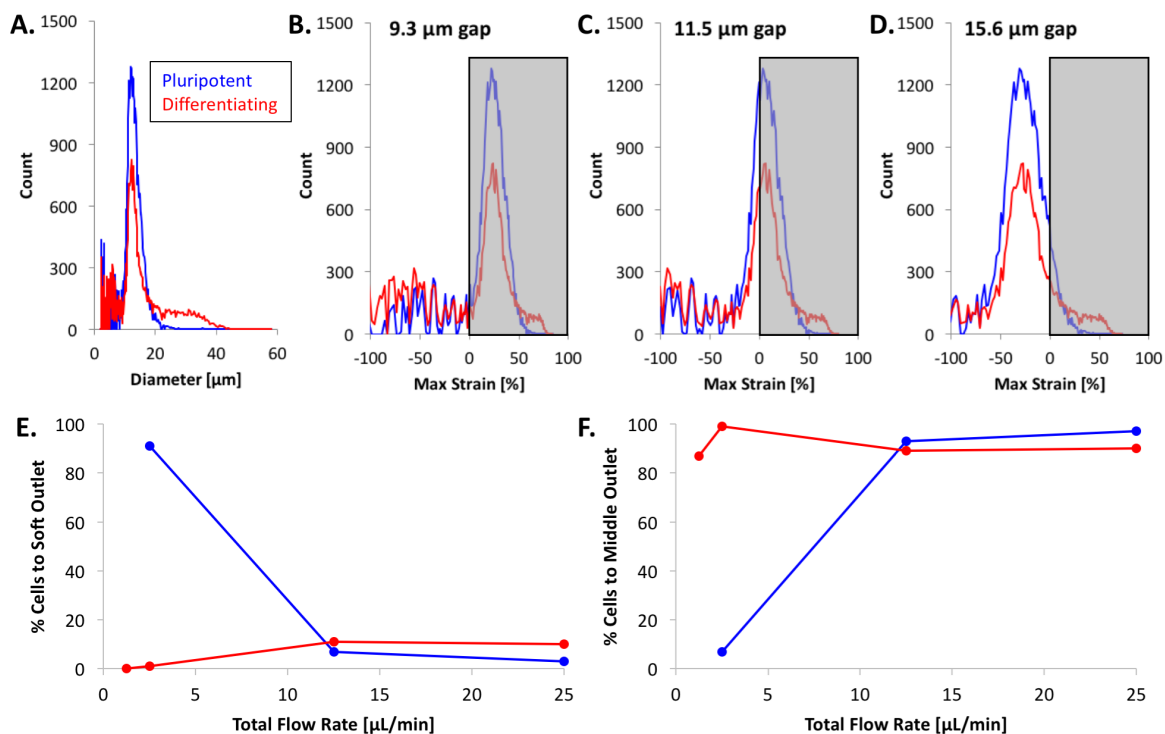 A.
1500
1200
900
600
300
0
Count
0 20 40 60
Diameter [µm]
Pluripotent
Differentiating
B.
9.3 µm gap
1500
1200
900
600
300
0
Count
-100 -50 0 50 100
Max Strain [%]
C.
11.5 µm gap
1500
1200
900
600
300
0
Count
-100 -50 0 50 100
Max Strain [%]
D.
15.6 µm gap
1500
1200
900
600
300
0
Count
-100 -50 0 50 100
Max Strain [%]
E.
100
80
60
40
20
0
% Cells to Soft Outlet
0 5 10 15 20 25
Total Flow Rate [µL/min]
F.
100
80
60
40
20
0
% Cells to Middle Outlet
0 5 10 15 20 25
Total Flow Rate [µL/min]